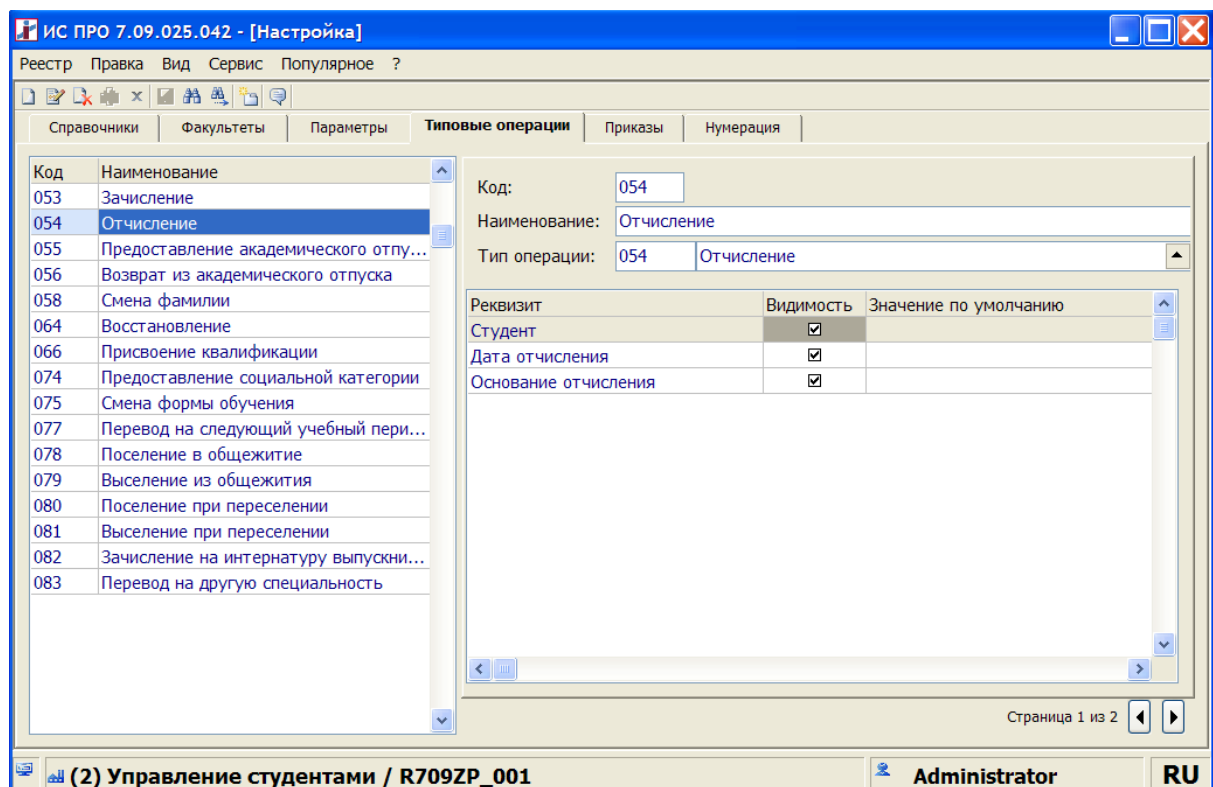 ИС ПРО 7.09.025.042 - [Настройка]
Реестр Правка Вид Сервис Популярное ?
Справочники Факультеты Параметры Типовые операции Приказы Нумерация
Код Наименование
053 Зачисление
054 Отчисление
055 Предоставление академического отпу...
056 Возврат из академического отпуска
058 Смена фамилии
064 Восстановление
066 Присвоение квалификации
074 Предоставление социальной категории
075 Смена формы обучения
077 Перевод на следующий учебный пери...
078 Поселение в общежитие
079 Выселение из общежития
080 Поселение при переселении
081 Выселение при переселении
082 Зачисление на интернатуру выпускни...
083 Перевод на другую специальность
Код: 054
Наименование: Отчисление
Тип операции: 054 Отчисление
Реквизит Видимость Значение по умолчанию
Студент
Дата отчисления
Основание отчисления
Страница 1 из 2
(2) Управление студентами / R709ZP_001 Administrator RU